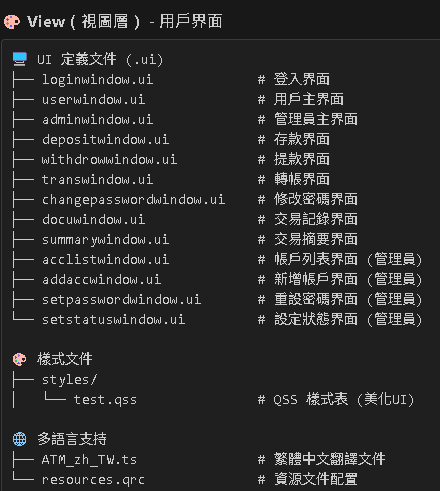 🎨 View ( 視圖層 ) - 用戶界面
🖥️ UI 定義文件 (.ui)
├── loginwindow.ui # 登入界面
├── userwindow.ui # 用戶主界面
├── adminwindow.ui # 管理員主界面
├── depositwindow.ui # 存款界面
├── withdrowwindow.ui # 提款界面
├── transwindow.ui # 轉帳界面
├── changepasswordwindow.ui # 修改密碼界面
├── docuwindow.ui # 交易記錄界面
├── summarywindow.ui # 交易摘要界面
├── acclistwindow.ui # 帳戶列表界面 (管理員)
├── addaccwindow.ui # 新增帳戶界面 (管理員)
├── setpasswordwindow.ui # 重設密碼界面 (管理員)
└── setstatuswindow.ui # 設定狀態界面 (管理員)
🎨 樣式文件
├── styles/
│   └── test.qss # QSS 樣式表 (美化UI)
🌐 多語言支持
├── ATM_zh_TW.ts # 繁體中文翻譯文件
└── resources.qrc # 資源文件配置